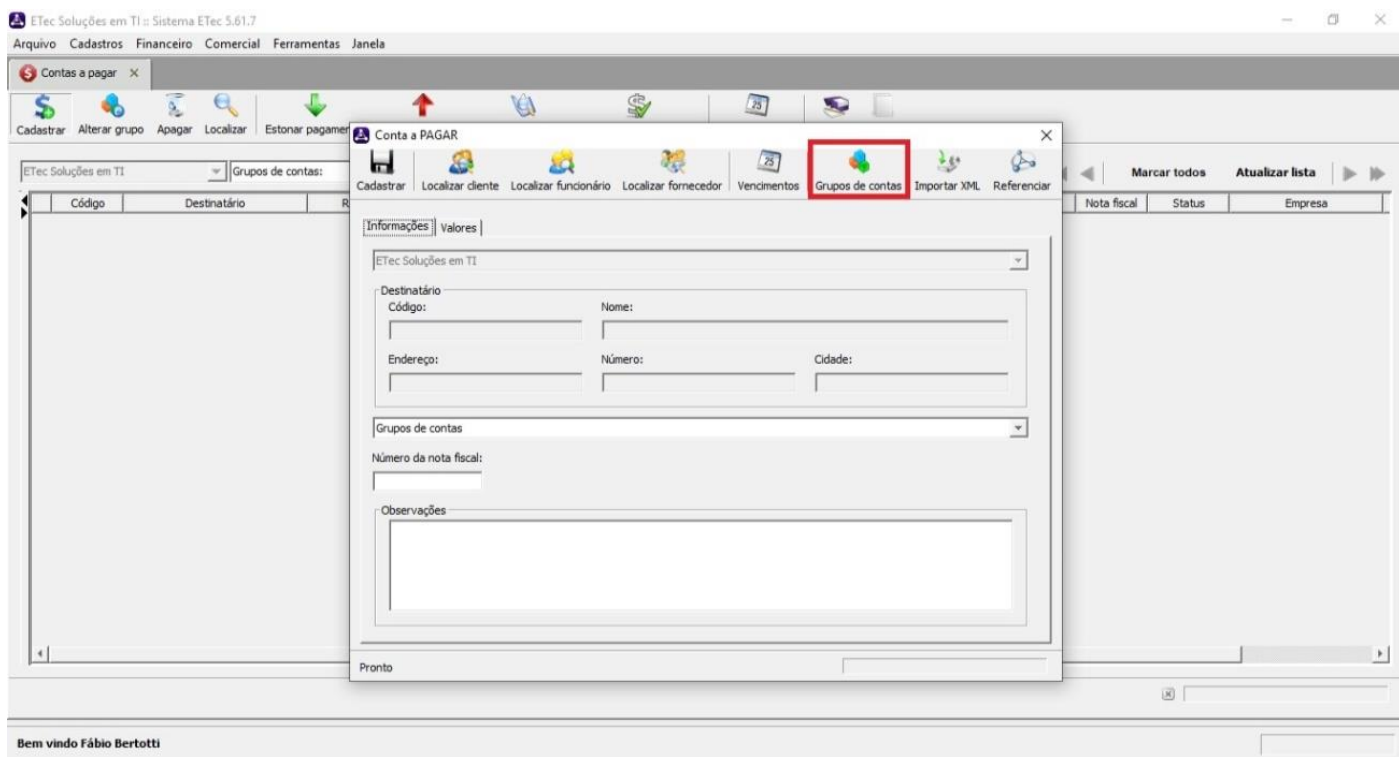 ETec Soluções em TI :: Sistema ETec 5.61.7
Arquivo Cadastros Financeiro Comercial Ferramentas Janela
Contas a pagar
Cadastrar Alterar grupo Apagar Localizar Estonar pagamen
Conta a PAGAR
Cadastrar Localizar cliente Localizar funcionário Localizar fornecedor Vencimentos Grupos de contas Importar XML Referenciar
ETec Soluções em TI Grupos de contas: Marcar todos Atualizar lista
Código Destinatário R Nota fiscal Status Empresa
Informações Valores
ETec Soluções em TI
Destinatário
Código: Nome:
Endereço: Número: Cidade:
Grupos de contas
Número da nota fiscal:
Observações
Pronto
Bem vindo Fábio Bertotti